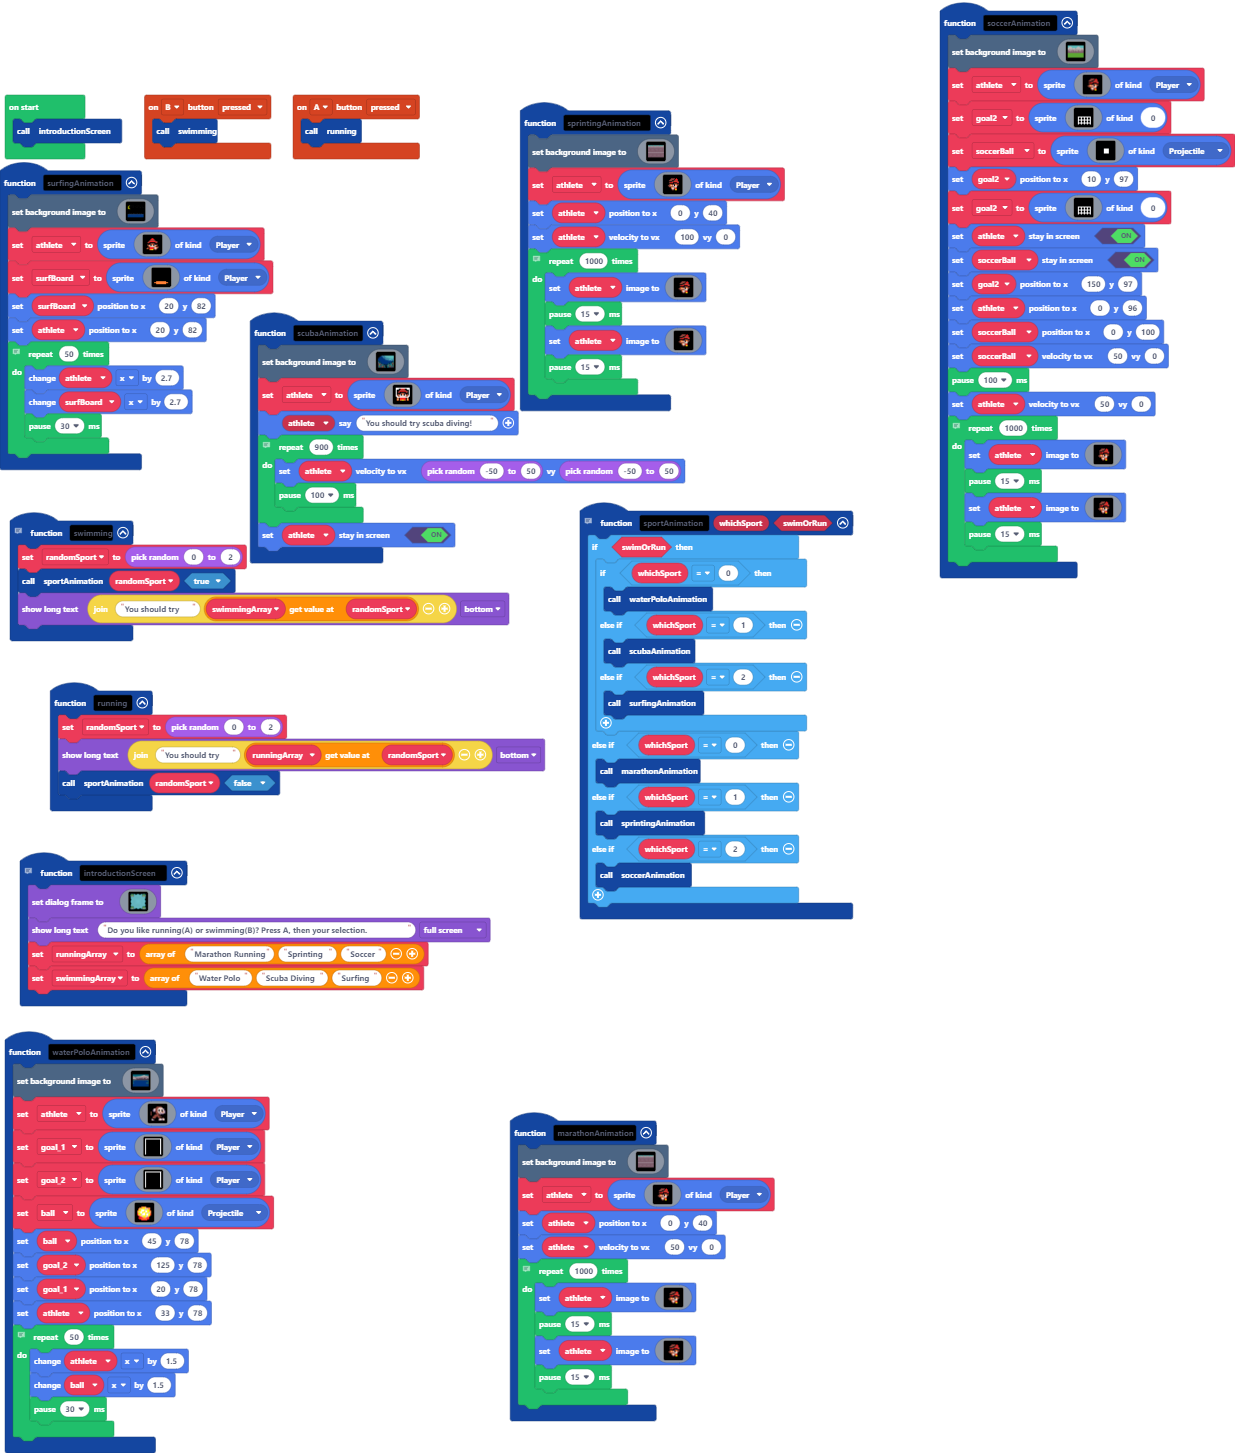 on start
call introductionScreen
on B button pressed
call swimming
on A button pressed
call running
function surfingAnimation
set background image to
set athlete to sprite of kind Player
set surfBoard to sprite of kind Player
set surfBoard position to x 20 y 82
set athlete position to x 20 y 82
repeat 50 times
do
change athlete x by 2.7
change surfBoard x by 2.7
pause 30 ms
function scubaAnimation
set background image to
set athlete to sprite of kind Player
athlete say "You should try scuba diving!"
repeat 900 times
do
set athlete velocity to vx pick random -50 to 50 vy pick random -50 to 50
pause 100 ms
set athlete stay in screen ON
function sprintingAnimation
set background image to
set athlete to sprite of kind Player
set athlete position to x 0 y 40
set athlete velocity to vx 100 vy 0
repeat 1000 times
do
set athlete image to
pause 15 ms
set athlete image to
pause 15 ms
function soccerAnimation
set background image to
set athlete to sprite of kind Player
set goal2 to sprite of kind 0
set soccerBall to sprite of kind Projectile
set goal2 position to x 10 y 97
set goal2 to sprite of kind 0
set athlete stay in screen ON
set soccerBall stay in screen ON
set goal2 position to x 150 y 97
set athlete position to x 0 y 96
set soccerBall position to x 0 y 100
set soccerBall velocity to vx 50 vy 0
pause 100 ms
set athlete velocity to vx 50 vy 0
repeat 1000 times
do
set athlete image to
pause 15 ms
set athlete image to
pause 15 ms
function swimming
set randomSport to pick random 0 to 2
call sportAnimation randomSport true
show long text join "You should try " swimmingArray get value at randomSport bottom
function running
set randomSport to pick random 0 to 2
show long text join "You should try " runningArray get value at randomSport bottom
call sportAnimation randomSport false
function sportAnimation whichSport swimOrRun
if swimOrRun then
if whichSport = 0 then
call waterPoloAnimation
else if whichSport = 1 then
call scubaAnimation
else if whichSport = 2 then
call surfingAnimation
else if whichSport = 0 then
call marathonAnimation
else if whichSport = 1 then
call sprintingAnimation
else if whichSport = 2 then
call soccerAnimation
function introductionScreen
set dialog frame to
show long text "Do you like running(A) or swimming(B)? Press A, then your selection. " full screen
set runningArray to array of "Marathon Running" "Sprinting" "Soccer"
set swimmingArray to array of "Water Polo" "Scuba Diving" "Surfing"
function waterPoloAnimation
set background image to
set athlete to sprite of kind Player
set goal_1 to sprite of kind Player
set goal_2 to sprite of kind Player
set ball to sprite of kind Projectile
set ball position to x 45 y 78
set goal_2 position to x 125 y 78
set goal_1 position to x 20 y 78
set athlete position to x 33 y 78
repeat 50 times
do
change athlete x by 1.5
change ball x by 1.5
pause 30 ms
function marathonAnimation
set background image to
set athlete to sprite of kind Player
set athlete position to x 0 y 40
set athlete velocity to vx 50 vy 0
repeat 1000 times
do
set athlete image to
pause 15 ms
set athlete image to
pause 15 ms